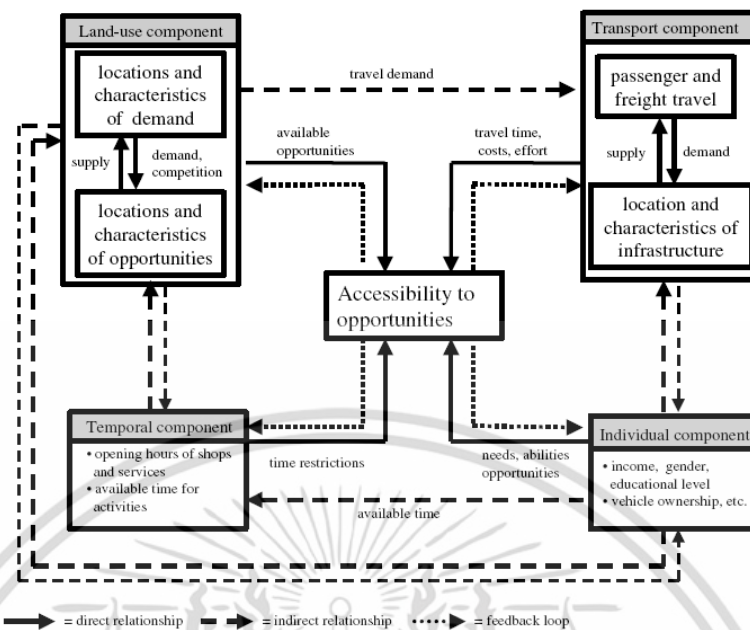 Land-use component
locations and
characteristics
of demand
supply
demand,
competition
locations and
characteristics
of opportunities
travel demand
available
opportunities
travel time,
costs, effort
Transport component
passenger and
freight travel
supply
demand
location and
characteristics of
infrastructure
Accessibility to
opportunities
Temporal component
• opening hours of shops
and services
• available time for
activities
time restrictions
needs, abilities
opportunities
available time
Individual component
• income, gender,
educational level
• vehicle ownership, etc.
= direct relationship
= indirect relationship
= feedback loop